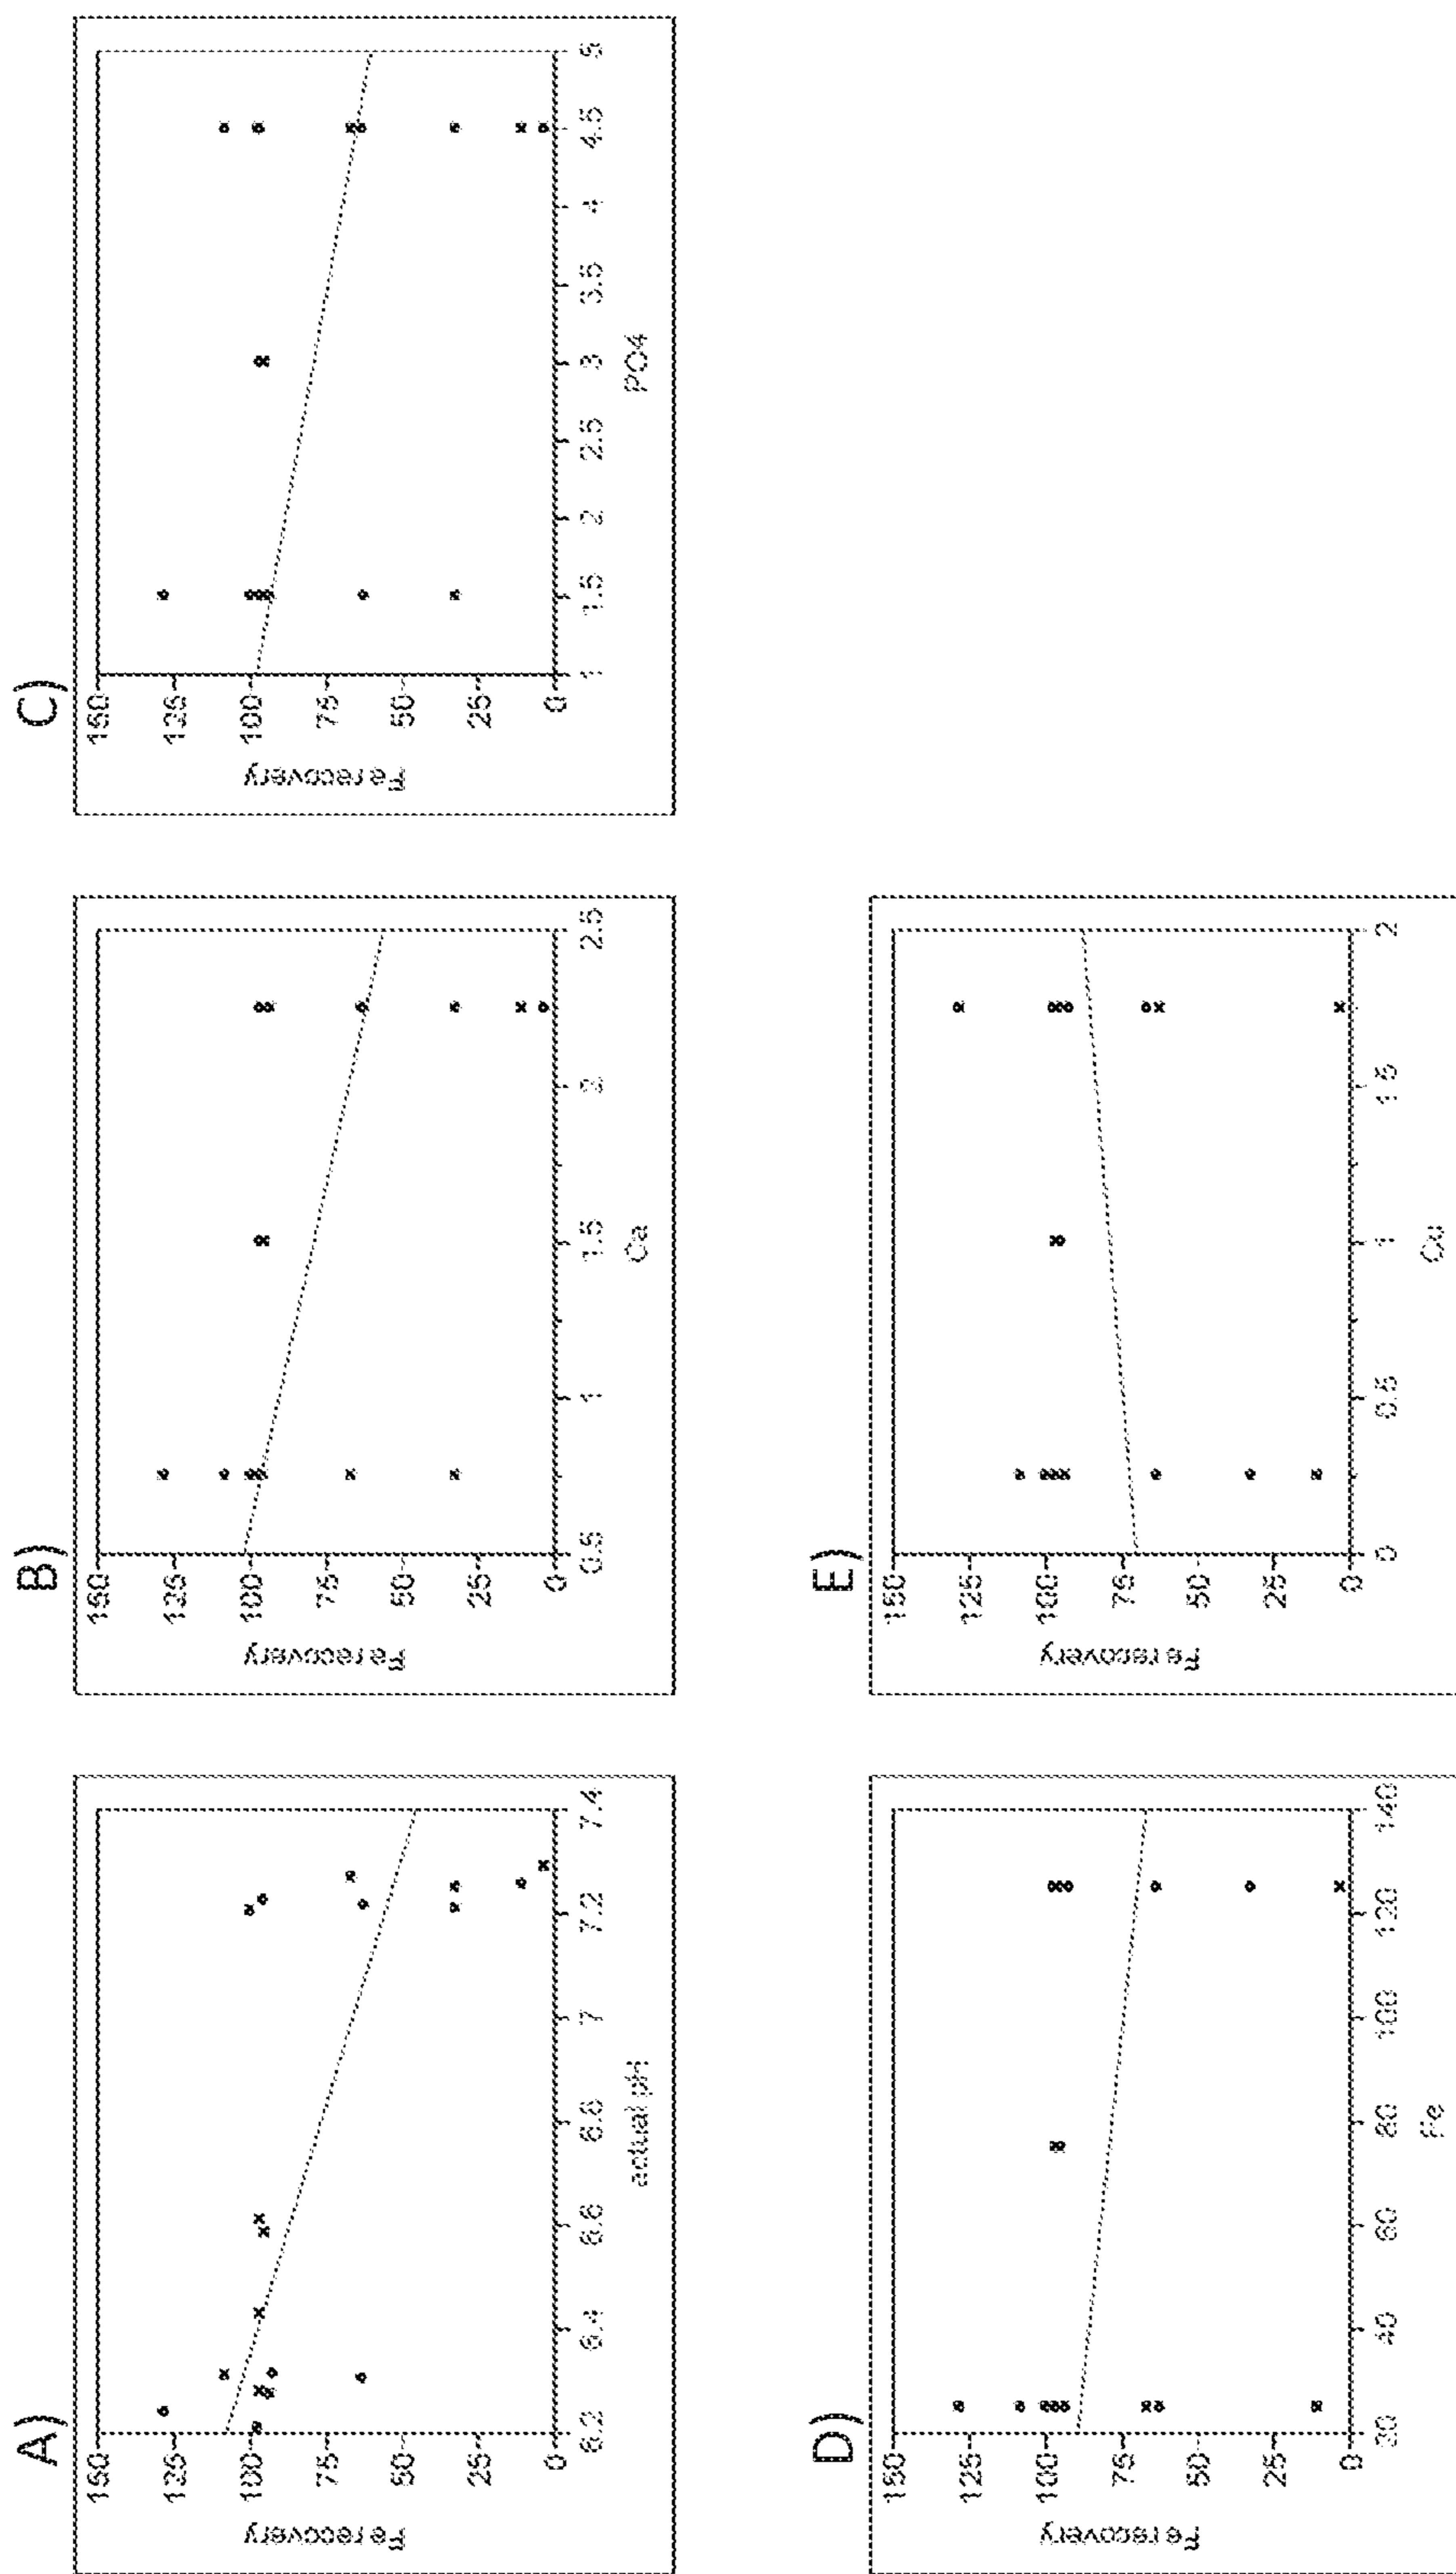 A)
Fe recovery
150
125
100
75
50
25
0
6.2 6.4 6.6 6.8 7 7.2 7.4
actual pH
B)
Fe recovery
150
125
100
75
50
25
0
0.5 1 1.5 2 2.5
Ca
C)
Fe recovery
150
125
100
75
50
25
0
1 1.5 2 2.5 3 3.5 4 4.5 5
PO4
D)
Fe recovery
150
125
100
75
50
25
0
20 40 60 80 100 120 140
Fe
E)
Fe recovery
150
125
100
75
50
25
0
0 0.5 1 1.5 2
Cu